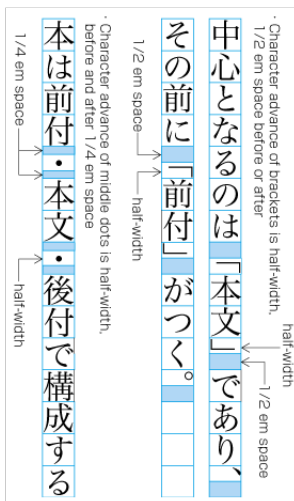 ・Character advance of brackets is half-width,
1/2 em space before or after
half-width
1/2 em space
中心となるのは「本文」であり、
その前に「前付」がつく。
1/2 em space
half-width
・Character advance of middle dots is half-width,
before and after 1/4 em space
本は前付・本文・後付で構成する
1/4 em space
half-width